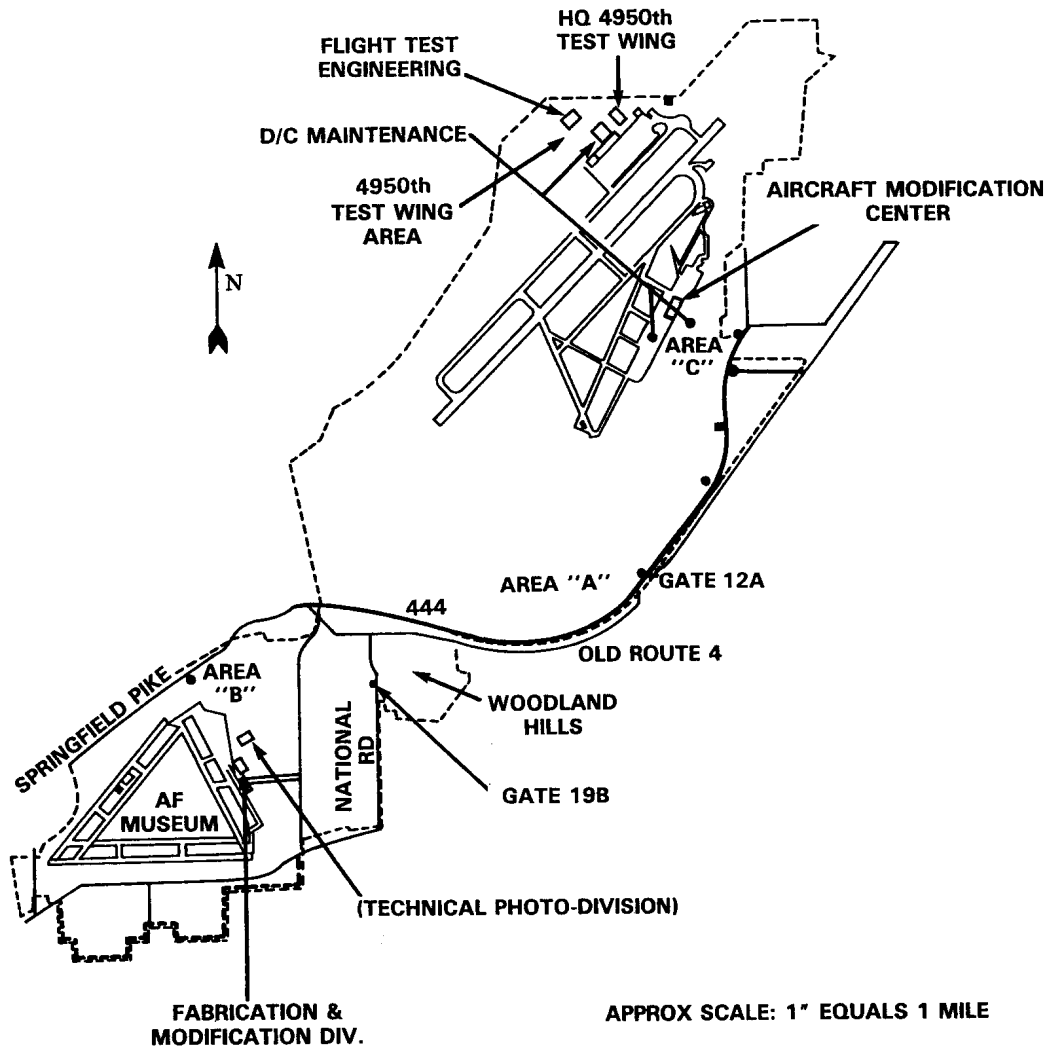 HQ 4950th
TEST WING
FLIGHT TEST
ENGINEERING
D/C MAINTENANCE
4950th
TEST WING
AREA
AIRCRAFT MODIFICATION
CENTER
N
AREA
"C"
AREA "A"
GATE 12A
444
OLD ROUTE 4
AREA
"B"
SPRINGFIELD PIKE
WOODLAND
HILLS
NATIONAL
RD
GATE 19B
AF
MUSEUM
(TECHNICAL PHOTO-DIVISION)
FABRICATION &
MODIFICATION DIV.
APPROX SCALE: 1" EQUALS 1 MILE